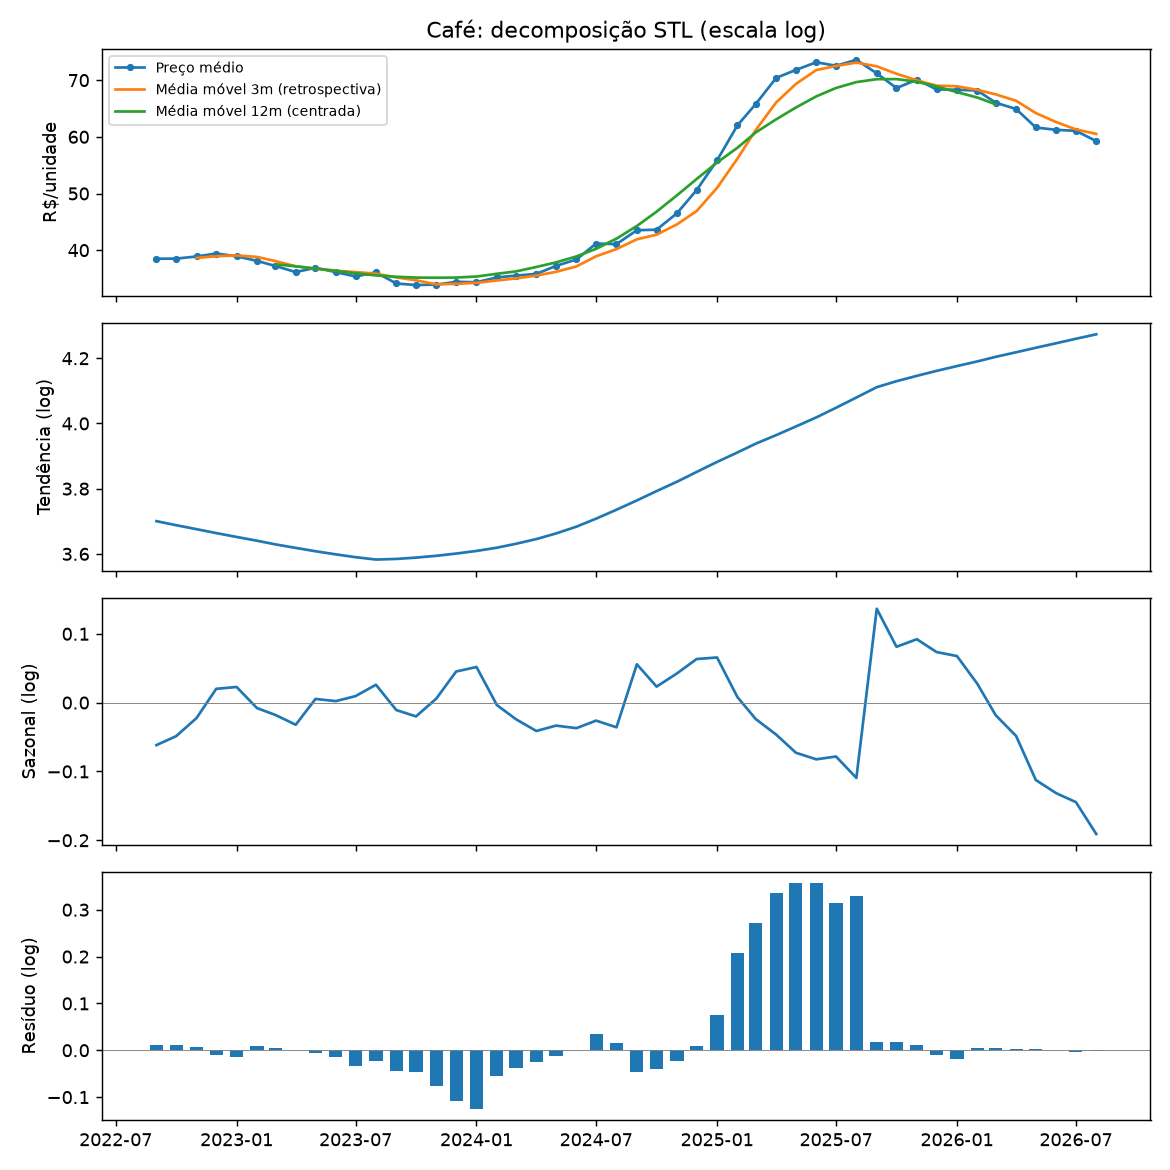 Café: decomposição STL (escala log)
Preço médio
Média móvel 3m (retrospectiva)
Média móvel 12m (centrada)
R$/unidade
70
60
50
40
Tendência (log)
4.2
4.0
3.8
3.6
Sazonal (log)
0.1
0.0
−0.1
−0.2
Resíduo (log)
0.3
0.2
0.1
0.0
−0.1
2022-07 2023-01 2023-07 2024-01 2024-07 2025-01 2025-07 2026-01 2026-07